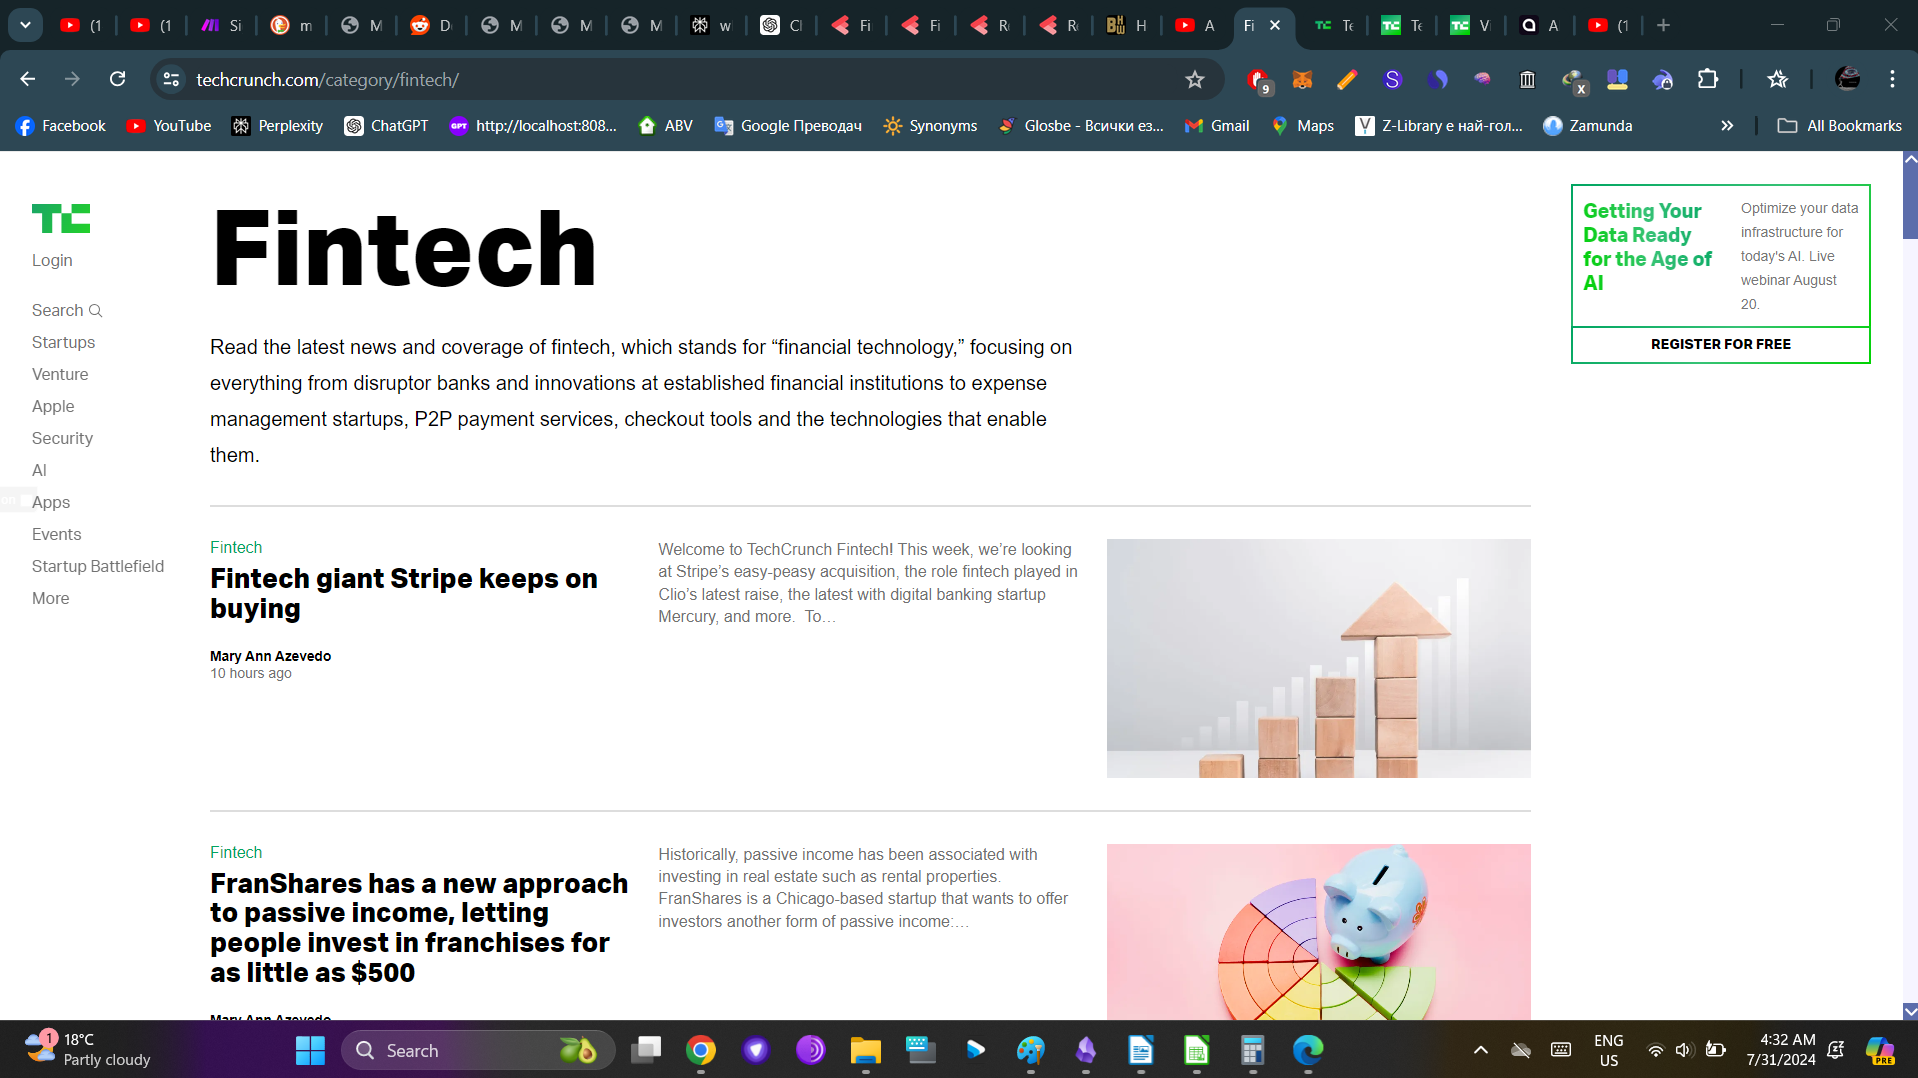 (1
(1
Si
m
M
D
M
M
M
wi
Cl
Fi
Fi
Re
Re
H
A
Fi
Te
Te
Vi
A
(1
techcrunch.com/category/fintech/
9
X
Facebook
YouTube
Perplexity
ChatGPT
http://localhost:808...
ABV
Google Преводач
Synonyms
Glosbe - Всички ез...
Gmail
Maps
Z-Library е най-гол...
Zamunda
All Bookmarks
Login
Search
Startups
Venture
Apple
Security
AI
on
Apps
Events
Startup Battlefield
More
Fintech
Read the latest news and coverage of fintech, which stands for “financial technology,” focusing on
everything from disruptor banks and innovations at established financial institutions to expense
management startups, P2P payment services, checkout tools and the technologies that enable
them.
Getting Your
Data Ready
for the Age of
AI
Optimize your data
infrastructure for
today's AI. Live
webinar August
20.
REGISTER FOR FREE
Fintech
Fintech giant Stripe keeps on
buying
Mary Ann Azevedo
10 hours ago
Welcome to TechCrunch Fintech! This week, we’re looking
at Stripe’s easy-peasy acquisition, the role fintech played in
Clio’s latest raise, the latest with digital banking startup
Mercury, and more.  To…
Fintech
FranShares has a new approach
to passive income, letting
people invest in franchises for
as little as $500
Mary Ann Azevedo
Historically, passive income has been associated with
investing in real estate such as rental properties.
FranShares is a Chicago-based startup that wants to offer
investors another form of passive income:…
1
18°C
Partly cloudy
Search
ENG
US
4:32 AM
7/31/2024
PRE